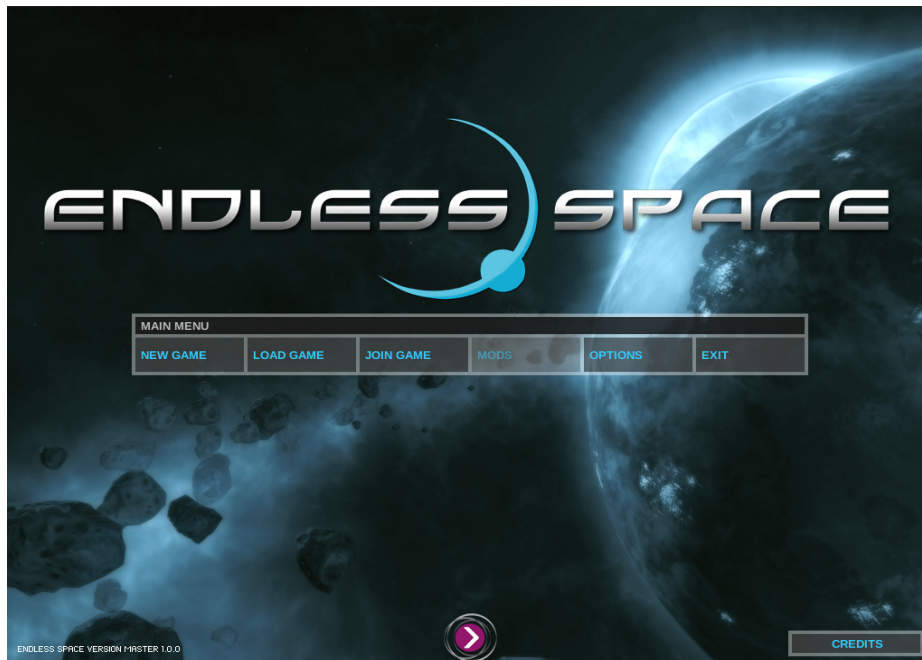 ENDLESS SPACE
MAIN MENU
NEW GAME LOAD GAME JOIN GAME MODS OPTIONS EXIT
ENDLESS SPACE VERSION MASTER 1.0.0
CREDITS